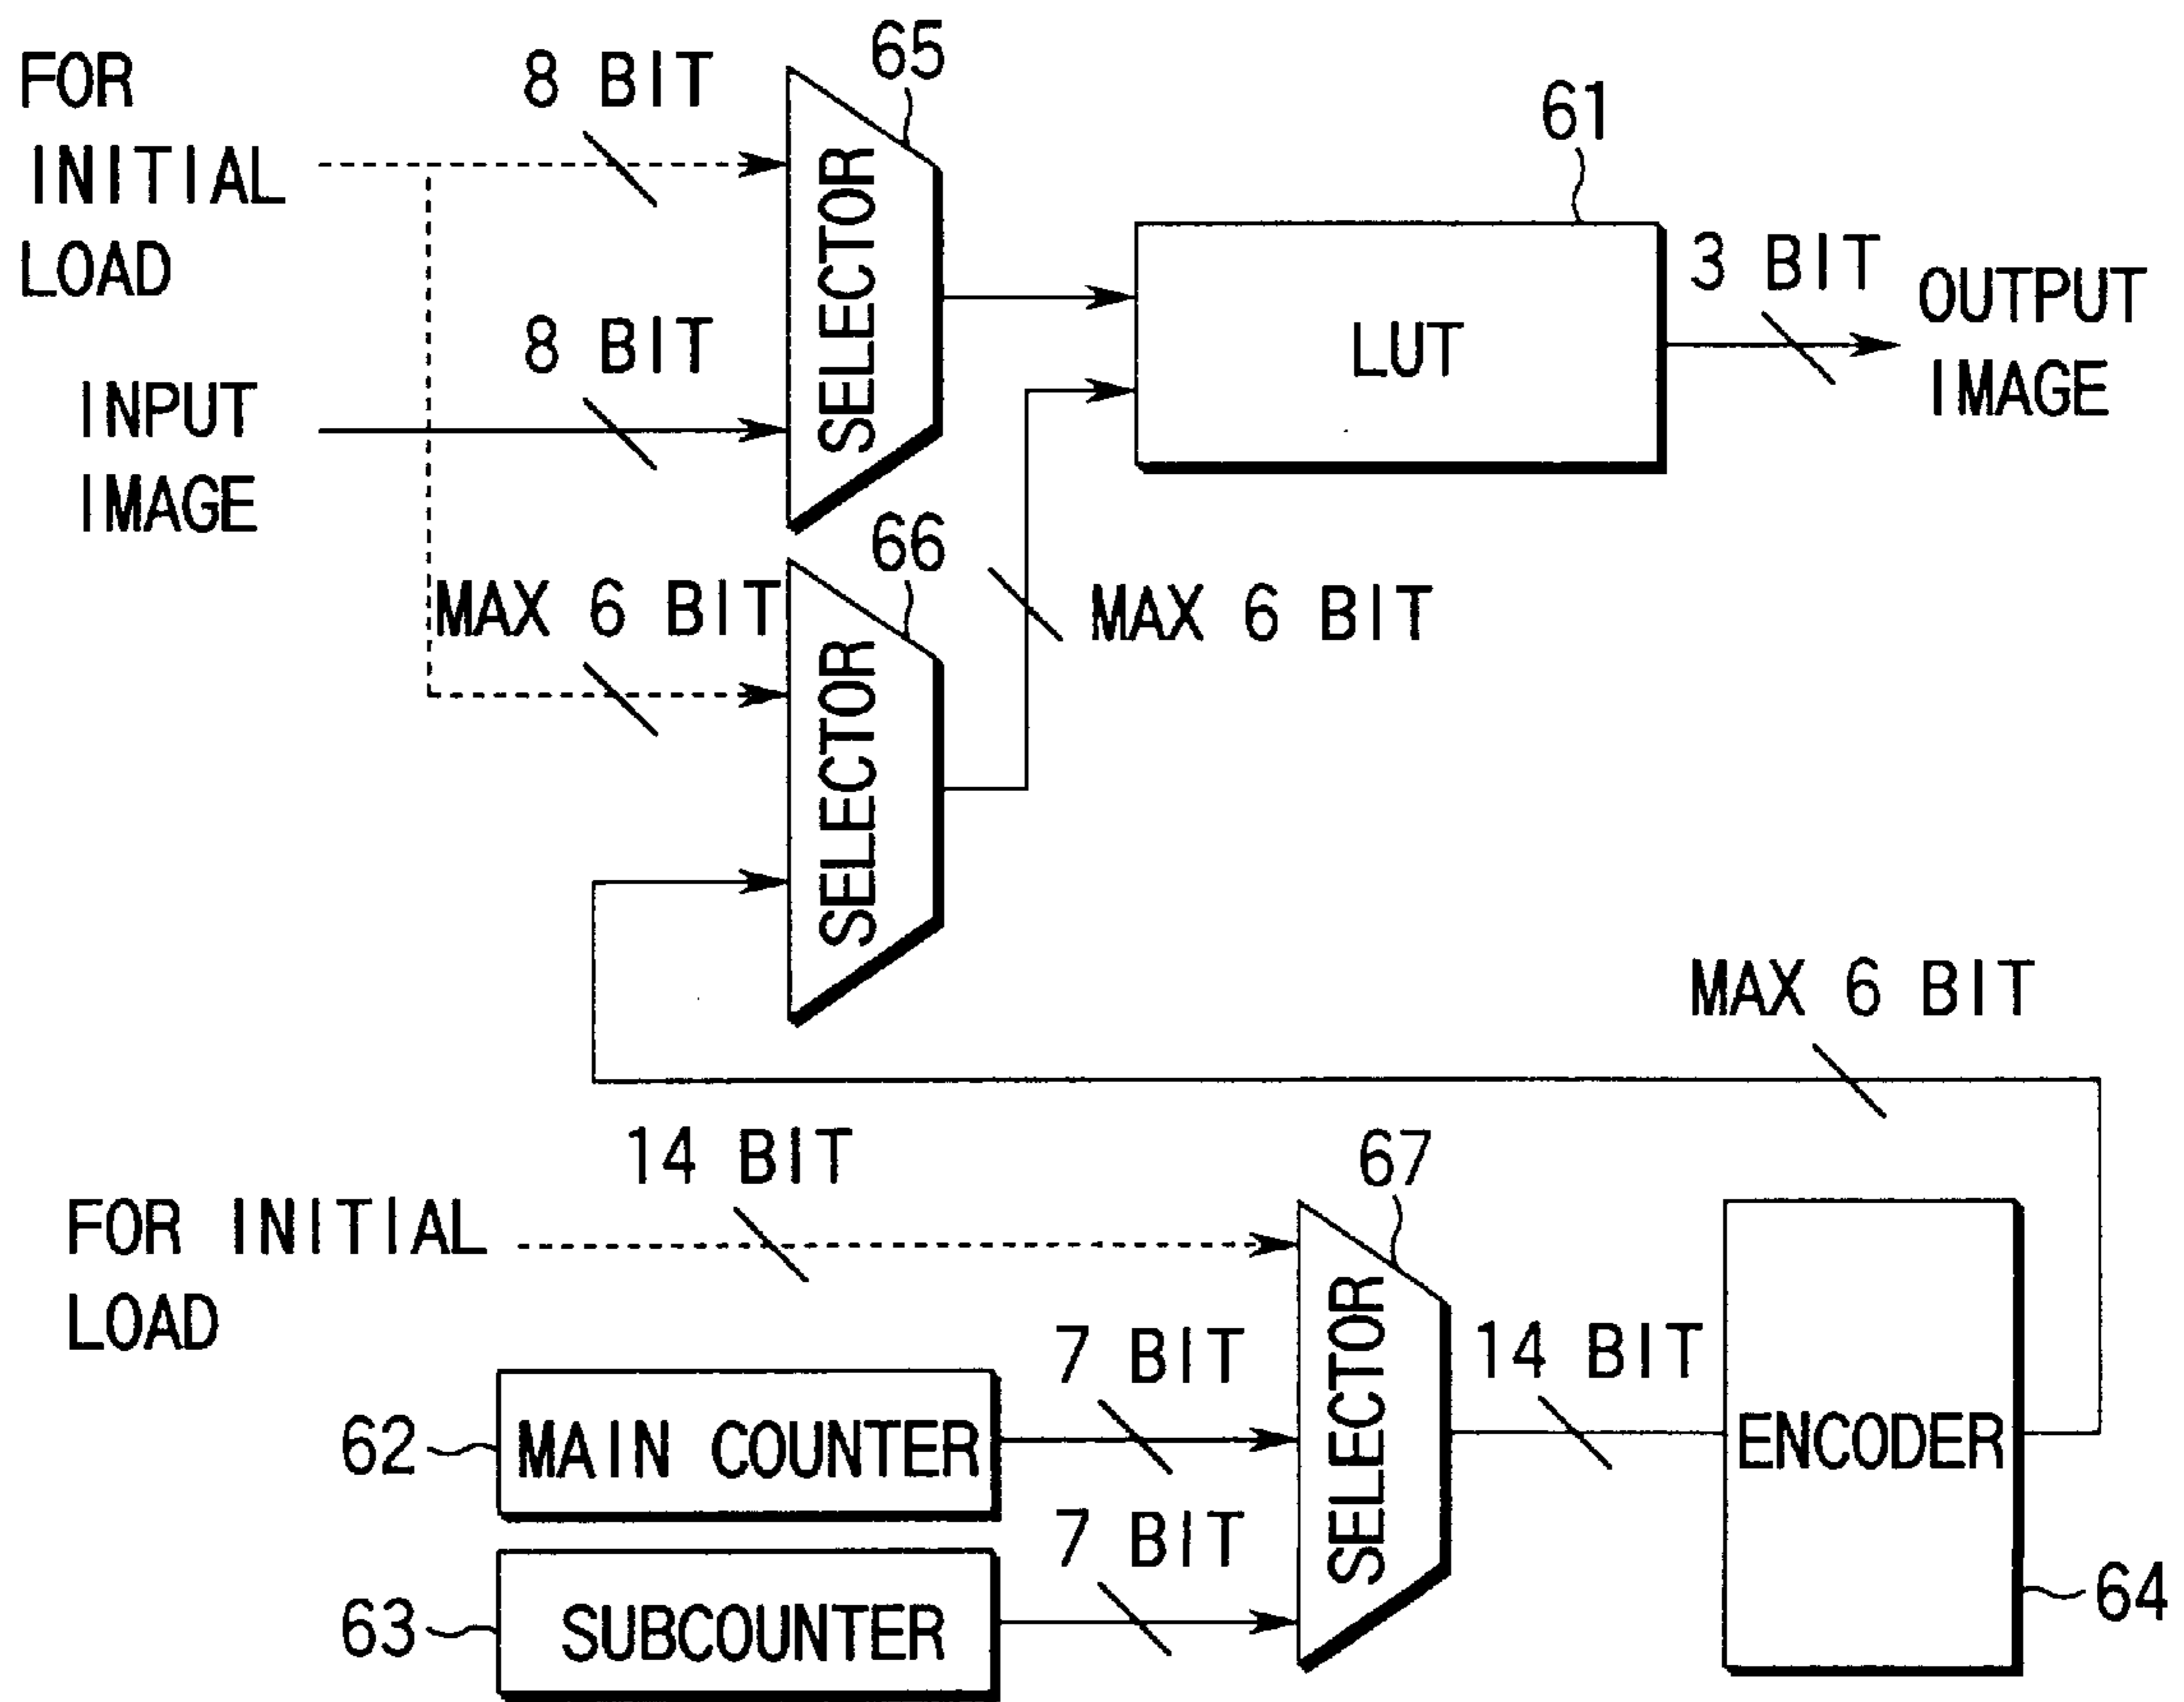 65
FOR
INITIAL
LOAD
8 BIT
SELECTOR
61
8 BIT
INPUT
IMAGE
LUT
3 BIT
OUTPUT
IMAGE
66
MAX 6 BIT
SELECTOR
MAX 6 BIT
MAX 6 BIT
14 BIT
67
FOR INITIAL
LOAD
SELECTOR
7 BIT
14 BIT
62
MAIN COUNTER
ENCODER
7 BIT
63
SUBCOUNTER
64